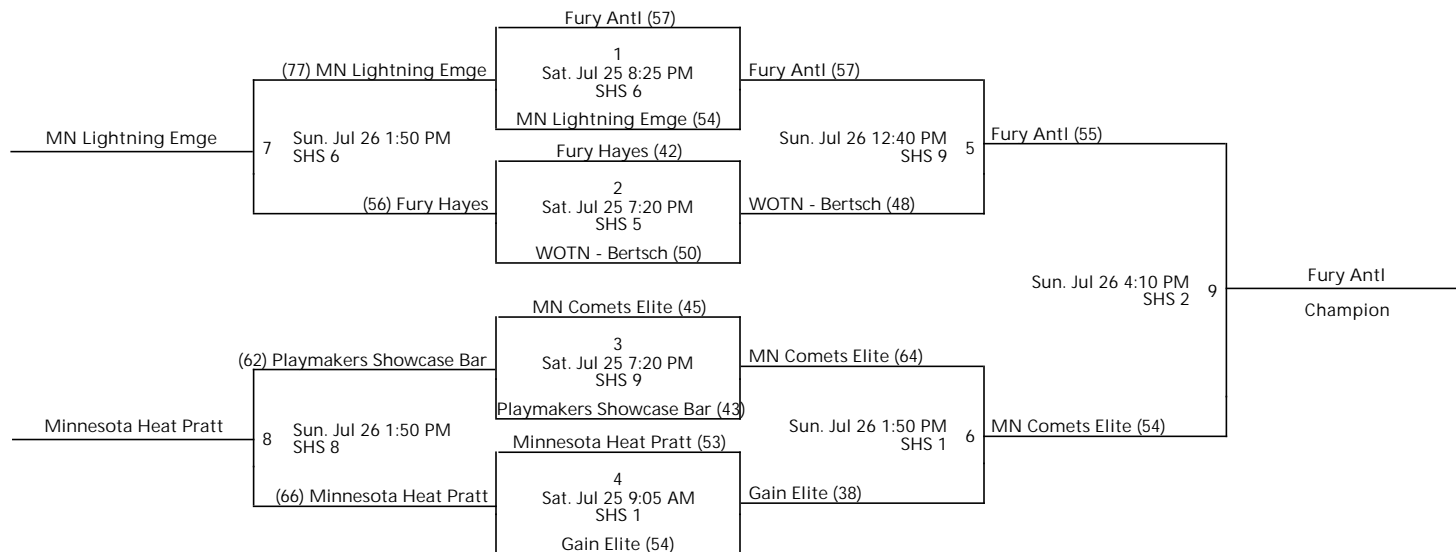 Fury Antl (57)
1
Sat. Jul 25 8:25 PM
SHS 6
MN Lightning Emge (54)
(77) MN Lightning Emge
Fury Antl (57)
MN Lightning Emge
7
Sun. Jul 26 1:50 PM
SHS 6
Sun. Jul 26 12:40 PM
SHS 9
5
Fury Antl (55)
Fury Hayes (42)
2
Sat. Jul 25 7:20 PM
SHS 5
WOTN - Bertsch (50)
(56) Fury Hayes
WOTN - Bertsch (48)
Sun. Jul 26 4:10 PM
SHS 2
9
Fury Antl
Champion
MN Comets Elite (45)
3
Sat. Jul 25 7:20 PM
SHS 9
Playmakers Showcase Bar (43)
(62) Playmakers Showcase Bar
MN Comets Elite (64)
Minnesota Heat Pratt
8
Sun. Jul 26 1:50 PM
SHS 8
Sun. Jul 26 1:50 PM
SHS 1
6
MN Comets Elite (54)
Minnesota Heat Pratt (53)
4
Sat. Jul 25 9:05 AM
SHS 1
Gain Elite (54)
(66) Minnesota Heat Pratt
Gain Elite (38)